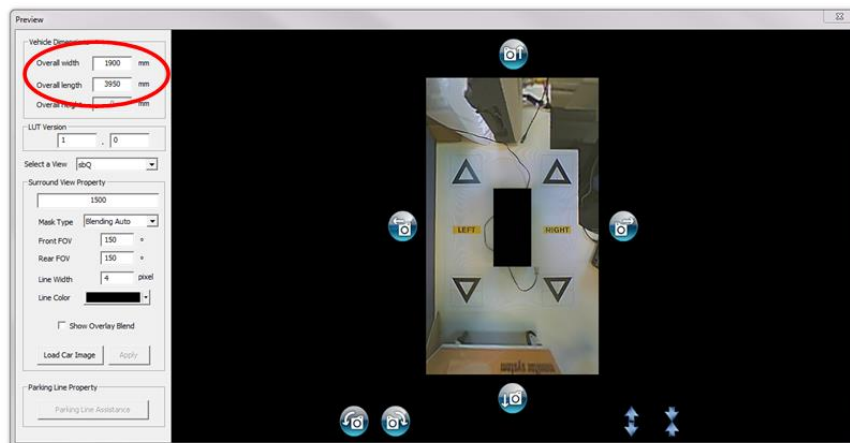 Preview
Vehicle Dimensions
Overall width 1900 mm
Overall length 3950 mm
Overall height mm
LUT Version
1 . 0
Select a View sbQ
Surround View Property
1500
Mask Type Blending Auto
Front FOV 150 °
Rear FOV 150 °
Line Width 4 pixel
Line Color
Show Overlay Blend
Load Car Image Apply
Parking Line Property
Parking Line Assistance
LEFT